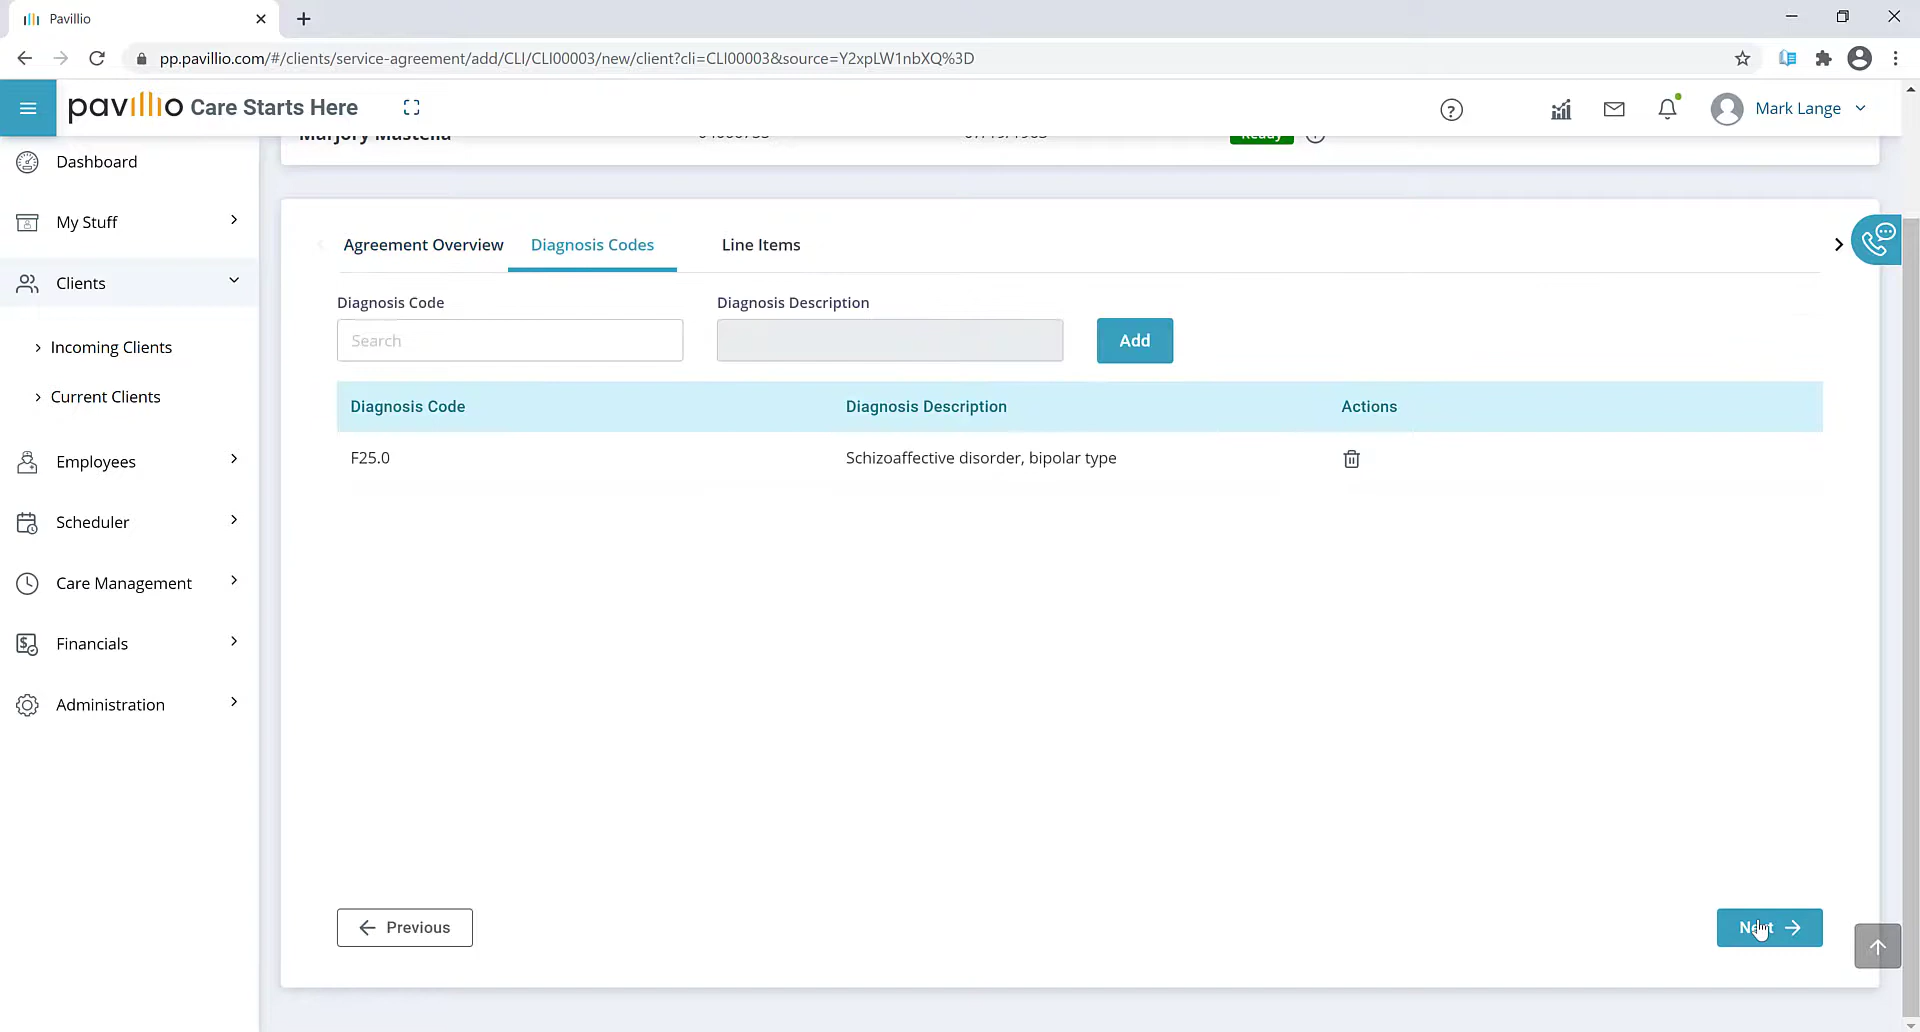 Pavillio
pp.pavillio.com/#/clients/service-agreement/add/CLI/CLI00003/new/client?cli=CLI00003&source=Y2xpLW1nbXQ%3D
pavillio Care Starts Here
Mark Lange
Marjory Mastella
Ready
Dashboard
My Stuff
Clients
Incoming Clients
Current Clients
Employees
Scheduler
Care Management
Financials
Administration
Agreement Overview
Diagnosis Codes
Line Items
Diagnosis Code
Diagnosis Description
Search
Add
Diagnosis Code
Diagnosis Description
Actions
F25.0
Schizoaffective disorder, bipolar type
Previous
Next